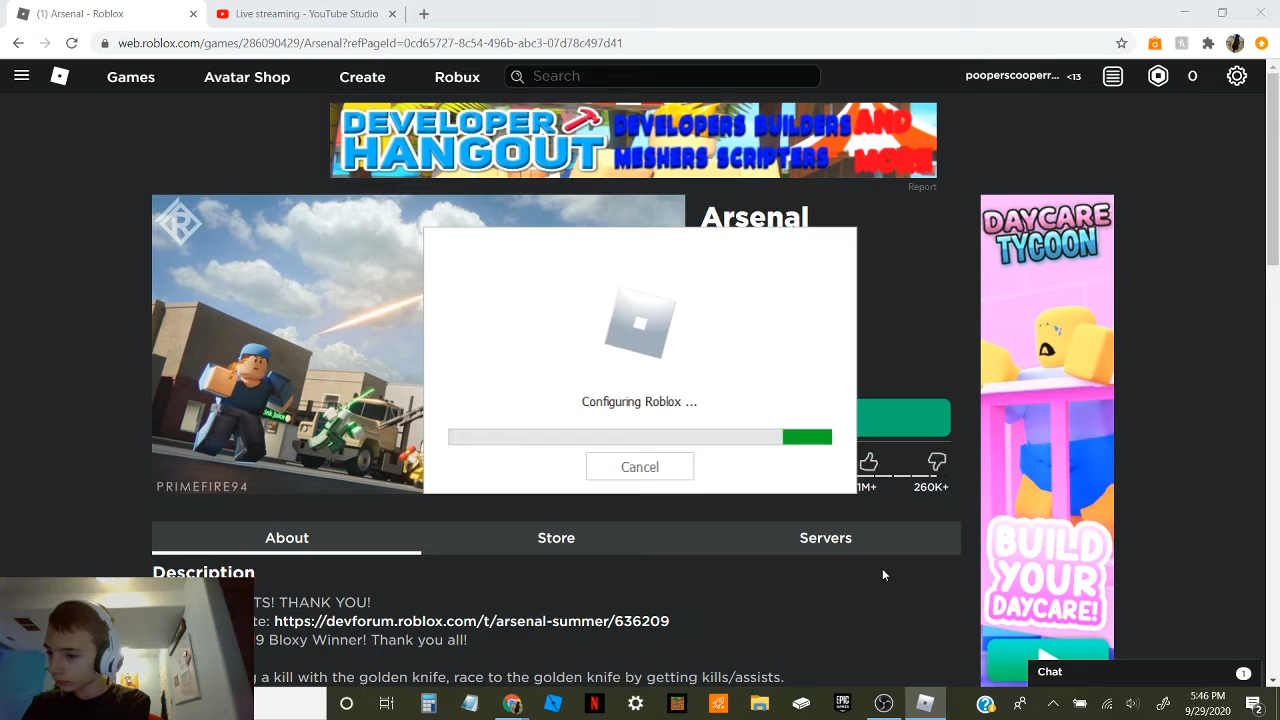 (1) Arsenal - Roblox
Live streaming - YouTube Studio
web.roblox.com/games/286090429/Arsenal?refPageId=0cd65727-8c54-496b-abc3-07d78c497d41
Games
Avatar Shop
Create
Robux
Search
pooperscooperr... <13
0
DEVELOPER
HANGOUT
DEVELOPERS BUILDERS AND
MESHERS SCRIPTERS MORE
Report
Arsenal
PRIMEFIRE94
Configuring Roblox ...
Cancel
1M+
260K+
DAYCARE
TYCOON
BUILD
YOUR
DAYCARE!
About
Store
Servers
Description
TS! THANK YOU!
te: https://devforum.roblox.com/t/arsenal-summer/636209
9 Bloxy Winner! Thank you all!
g a kill with the golden knife, race to the golden knife by getting kills/assists.
Chat
1
EPIC
GAMES
5:46 PM
9/29/2020
2